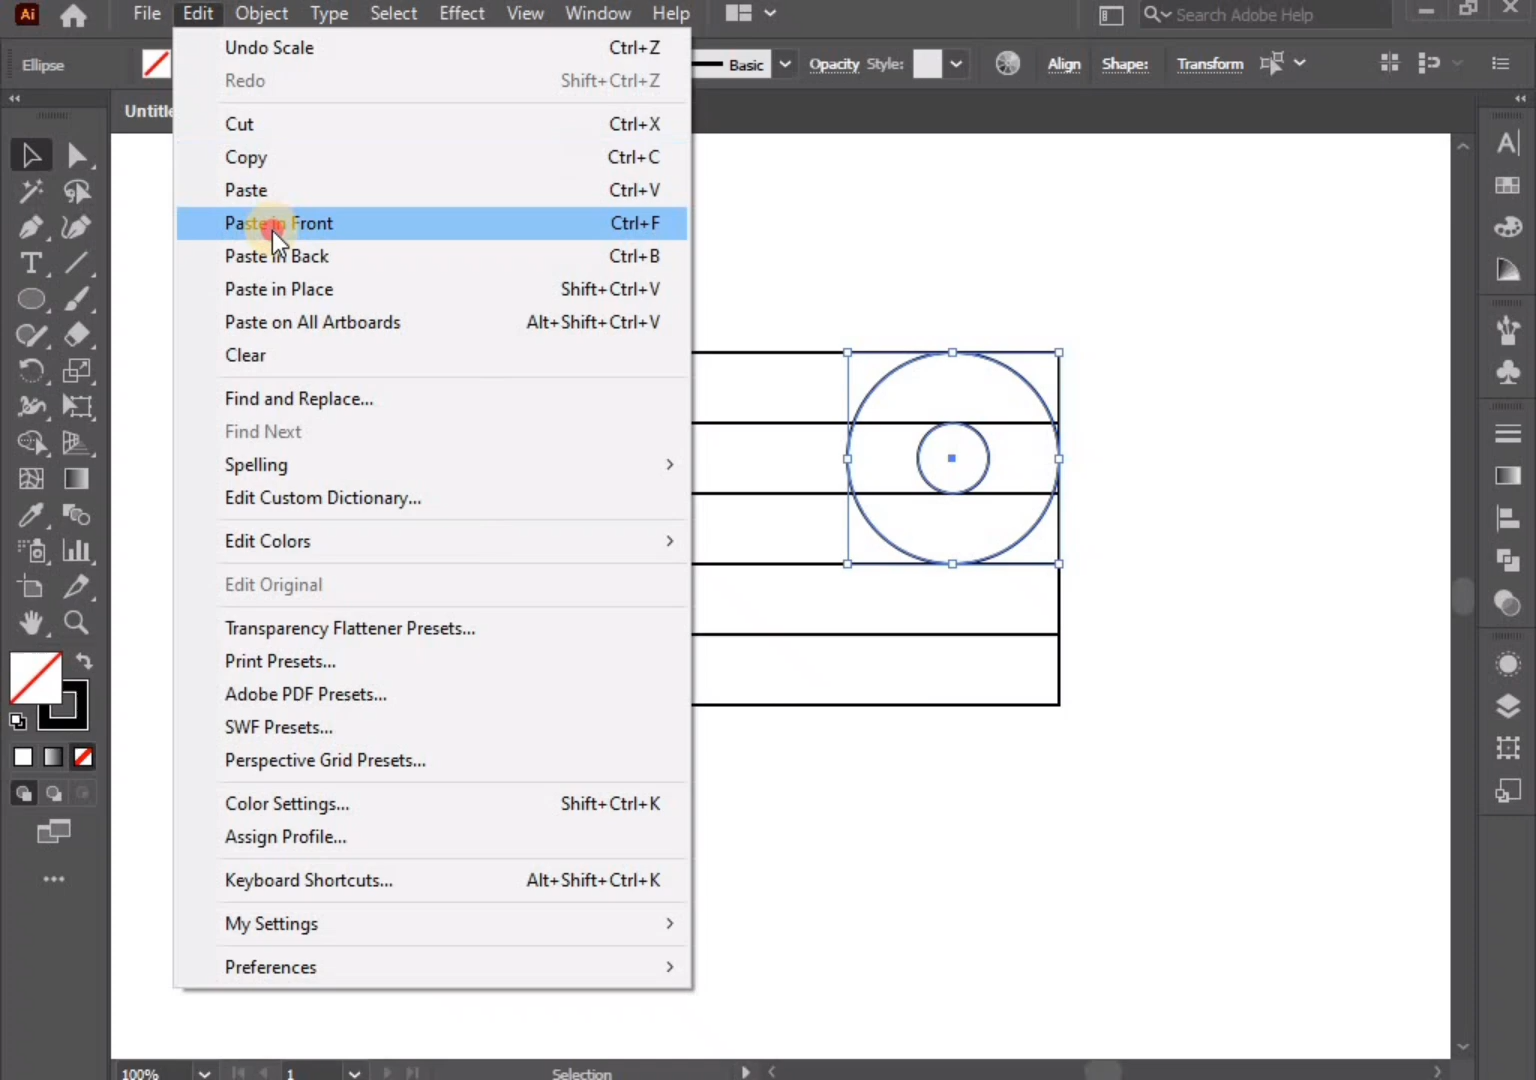 Ai File Edit Object Type Select Effect View Window Help Search Adobe Help
Ellipse Basic Opacity Style: Align Shape: Transform
Untitle
Undo Scale Ctrl+Z
Redo Shift+Ctrl+Z
Cut Ctrl+X
Copy Ctrl+C
Paste Ctrl+V
Paste in Front Ctrl+F
Paste in Back Ctrl+B
Paste in Place Shift+Ctrl+V
Paste on All Artboards Alt+Shift+Ctrl+V
Clear
Find and Replace...
Find Next
Spelling
Edit Custom Dictionary...
Edit Colors
Edit Original
Transparency Flattener Presets...
Print Presets...
Adobe PDF Presets...
SWF Presets...
Perspective Grid Presets...
Color Settings... Shift+Ctrl+K
Assign Profile...
Keyboard Shortcuts... Alt+Shift+Ctrl+K
My Settings
Preferences
100% 1 Selection